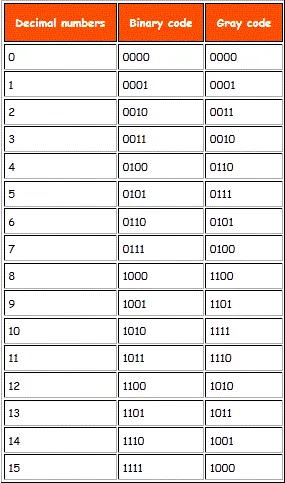 Decimal numbers Binary code Gray code
0 0000 0000
1 0001 0001
2 0010 0011
3 0011 0010
4 0100 0110
5 0101 0111
6 0110 0101
7 0111 0100
8 1000 1100
9 1001 1101
10 1010 1111
11 1011 1110
12 1100 1010
13 1101 1011
14 1110 1001
15 1111 1000